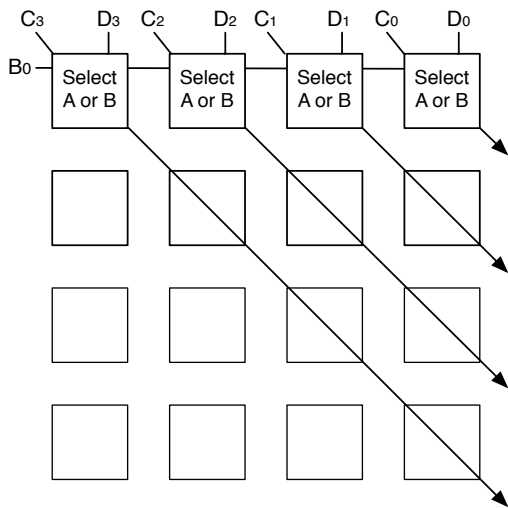 C3 D3 C2 D2 C1 D1 C0 D0
B0
Select Select Select Select
A or B A or B A or B A or B